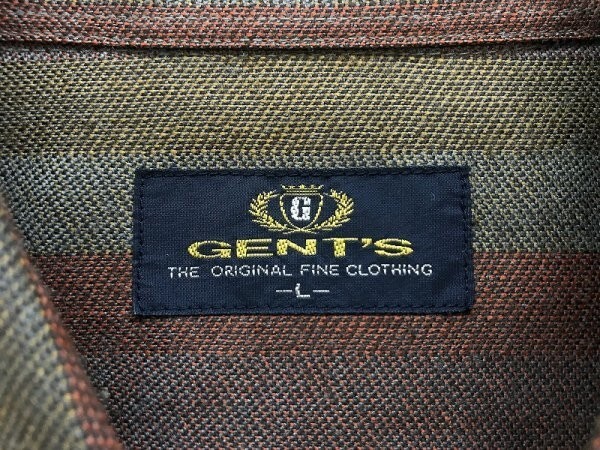 G
GENT'S
THE ORIGINAL FINE CLOTHING
-L-